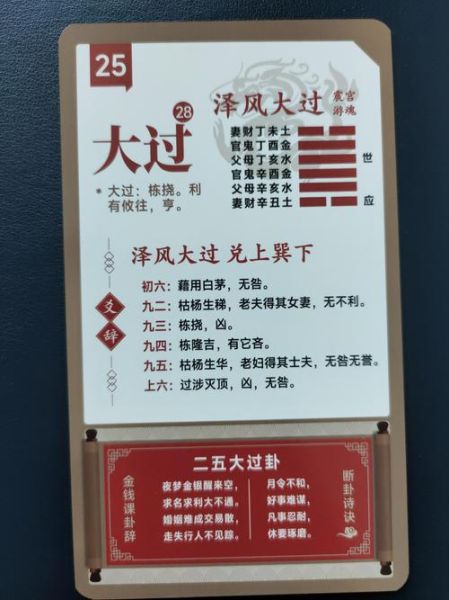 25
泽风大过 震宫
游魂
大过 28
* 大过：栋挠。利
有攸往，亨。
妻财丁未土
官鬼丁酉金
父母丁亥水 世
官鬼辛酉金
父母辛亥水
妻财辛丑土 应
泽风大过 兑上巽下
爻辞
初六：藉用白茅，无咎。
九二：枯杨生稊，老夫得其女妻，无不利。
九三：栋挠，凶。
九四：栋隆吉，有它吝。
九五：枯杨生华，老妇得其士夫，无咎无誉。
上六：过涉灭顶，凶，无咎。
二五大过卦
金钱课卦辞
夜梦金银醒来空，
求名求利大不通。
婚姻难成交易散，
走失行人不见踪。
月令不和，
好事难谋，
凡事忍耐，
休要琢磨。
断卦诗诀